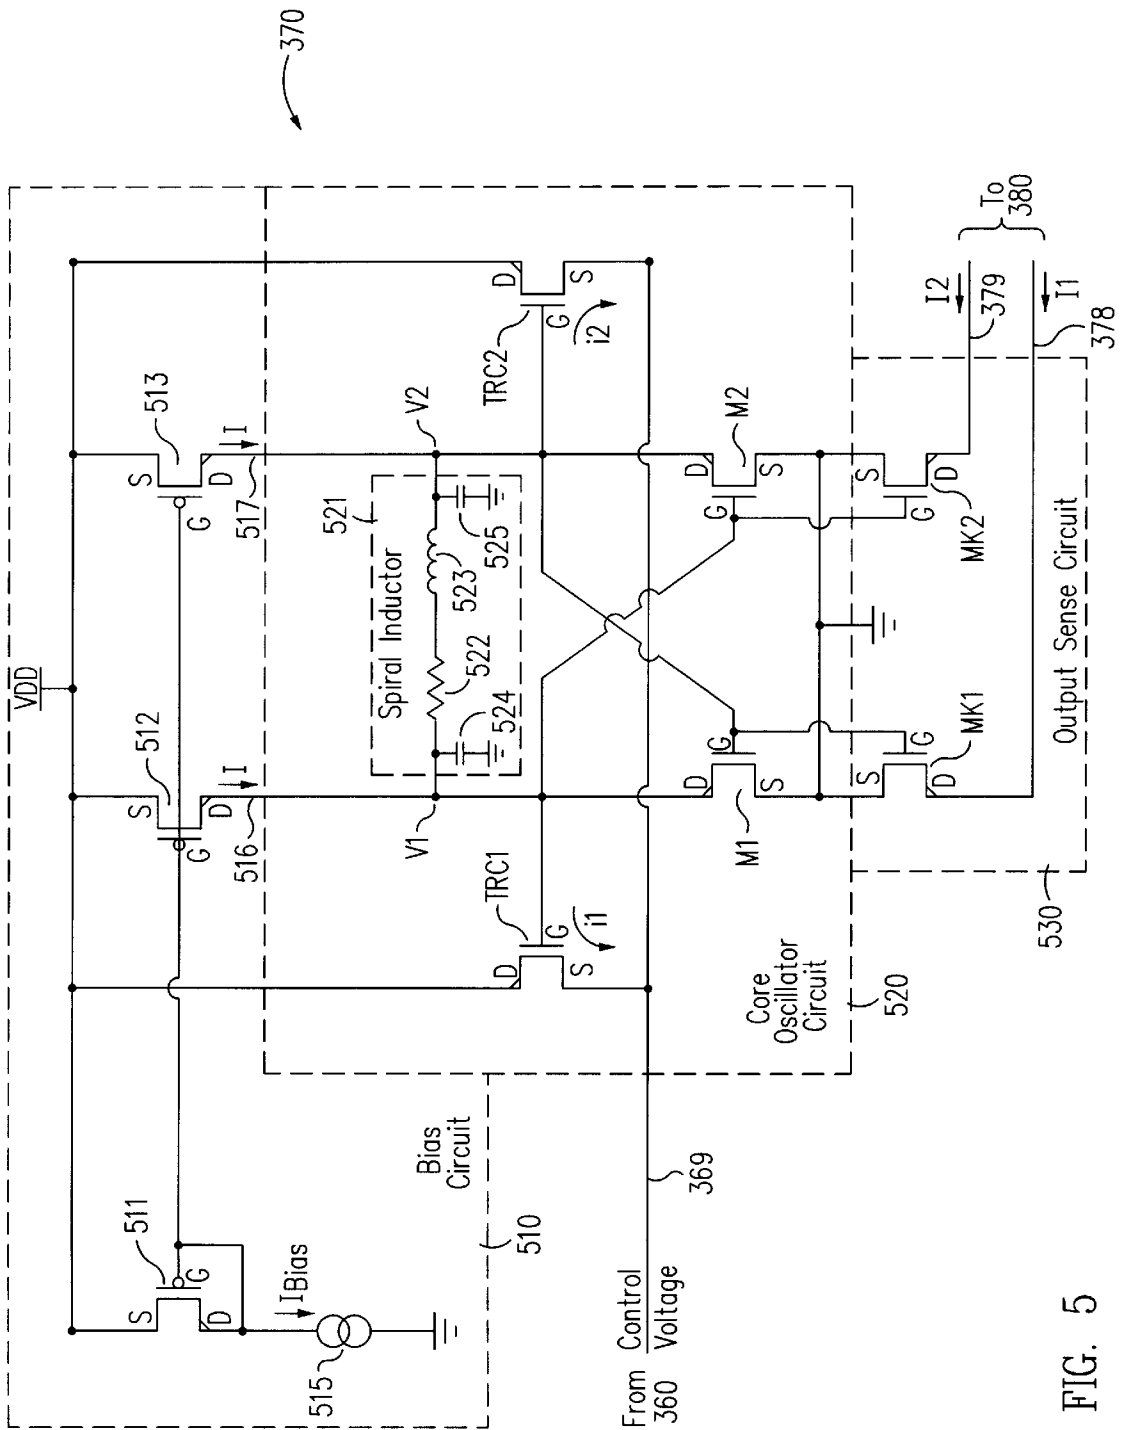 370
VDD
511
S
G
D
I Bias
515
510
Bias
Circuit
512
S
G
D
I
516
513
S
G
D
I
517
V1
V2
Spiral Inductor
521
522
523
524
525
TRC1
D
G
S
i1
TRC2
D
G
S
i2
From
360
Control
Voltage
369
Core
Oscillator
Circuit
520
M1
D
G
S
M2
D
G
S
MK1
S
G
D
MK2
S
G
D
Output Sense Circuit
530
I2
379
I1
378
To
380
FIG. 5